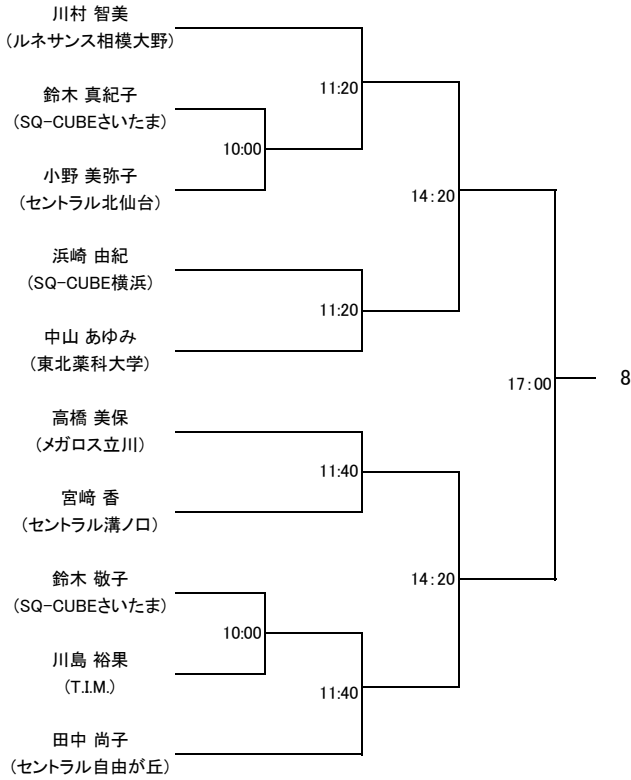 川村 智美
（ルネサンス相模大野）
11:20
鈴木 真紀子
（SQ-CUBEさいたま）
10:00
小野 美弥子
（セントラル北仙台）
14:20
浜崎 由紀
（SQ-CUBE横浜）
11:20
中山 あゆみ
（東北薬科大学）
17:00
8
高橋 美保
（メガロス立川）
11:40
宮﨑 香
（セントラル溝ノ口）
鈴木 敬子
（SQ-CUBEさいたま）
14:20
10:00
川島 裕果
（T.I.M.）
11:40
田中 尚子
（セントラル自由が丘）